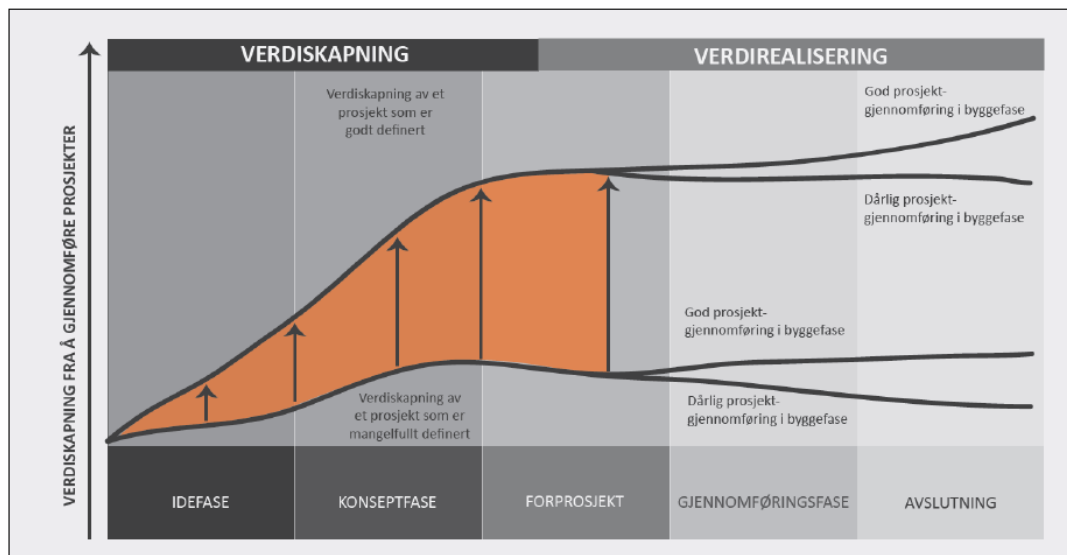 VERDISKAPNING
VERDIREALISERING
VERDISKAPNING FRA Å GJENNOMFØRE PROSJEKTER
Verdiskapning av et
prosjekt som er
godt definert
God prosjekt-
gjennomføring i byggefase
Dårlig prosjekt-
gjennomføring i byggefase
God prosjekt-
gjennomføring i byggefase
Verdiskapning av
et prosjekt som er
mangelfullt definert
Dårlig prosjekt-
gjennomføring i byggefase
IDEFASE
KONSEPTFASE
FORPROSJEKT
GJENNOMFØRINGSFASE
AVSLUTNING